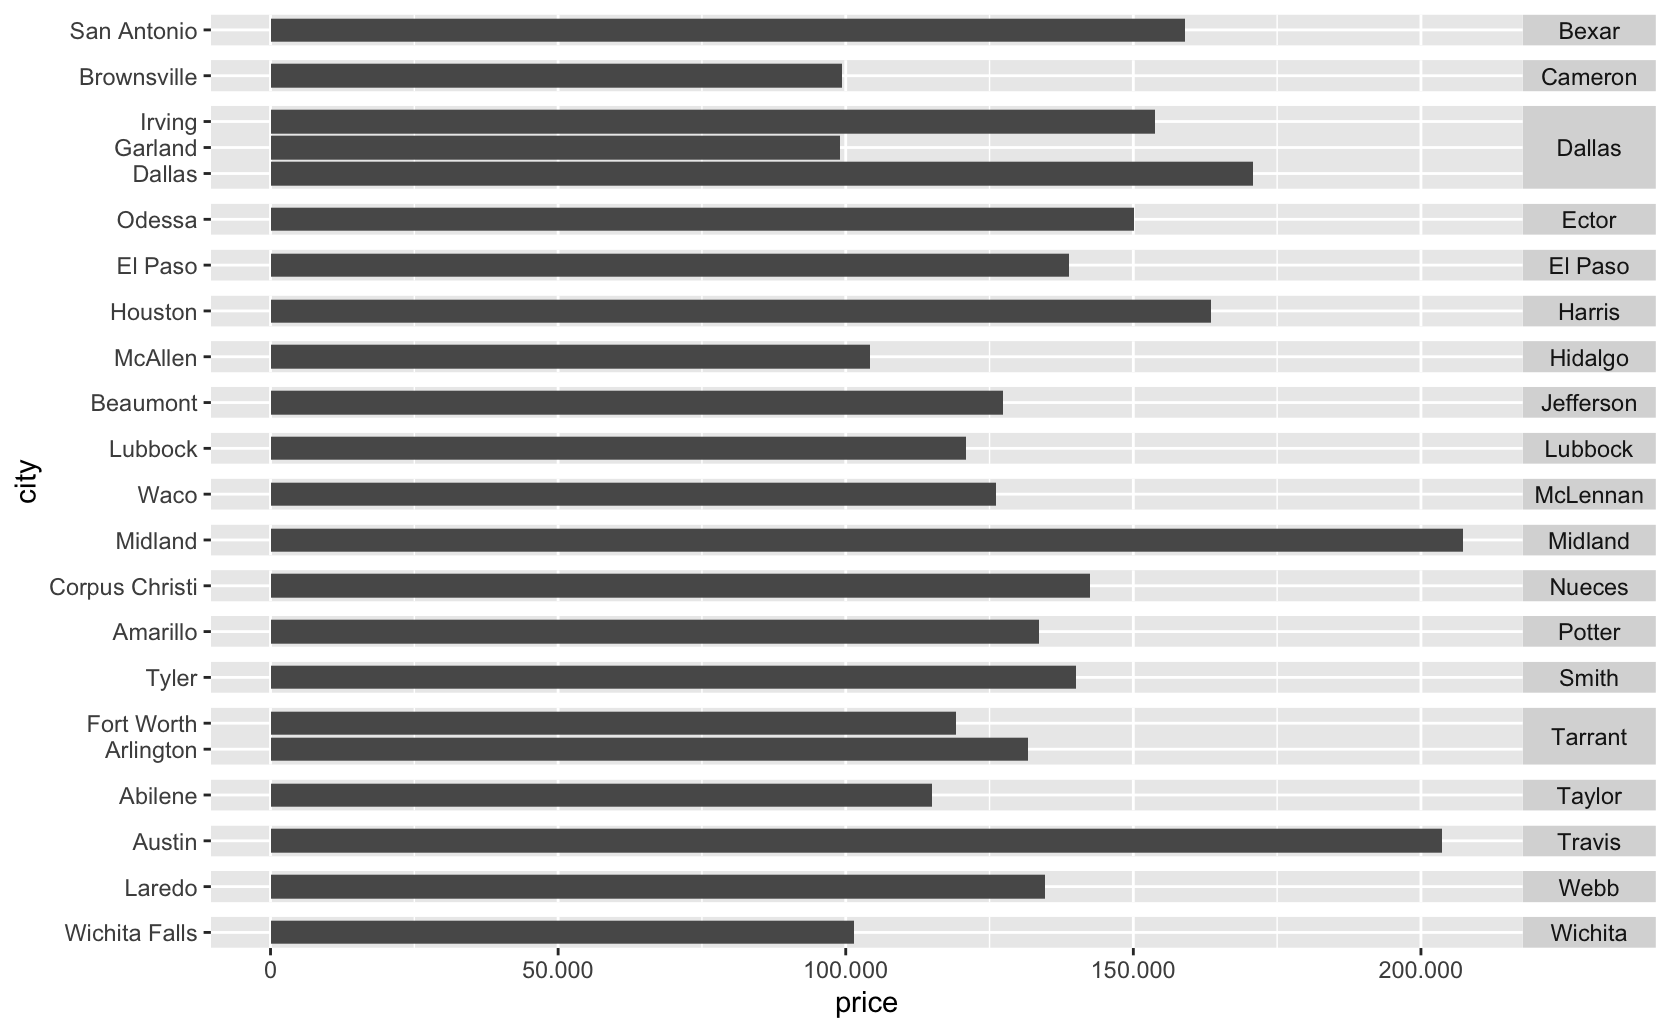 San Antonio Bexar
Brownsville Cameron
Irving
Garland Dallas
Dallas
Odessa Ector
El Paso El Paso
Houston Harris
McAllen Hidalgo
Beaumont Jefferson
Lubbock Lubbock
Waco McLennan
Midland Midland
Corpus Christi Nueces
Amarillo Potter
Tyler Smith
Fort Worth
Tarrant
Arlington
Abilene Taylor
Austin Travis
Laredo Webb
Wichita Falls Wichita
city
0 50.000 100.000 150.000 200.000
price